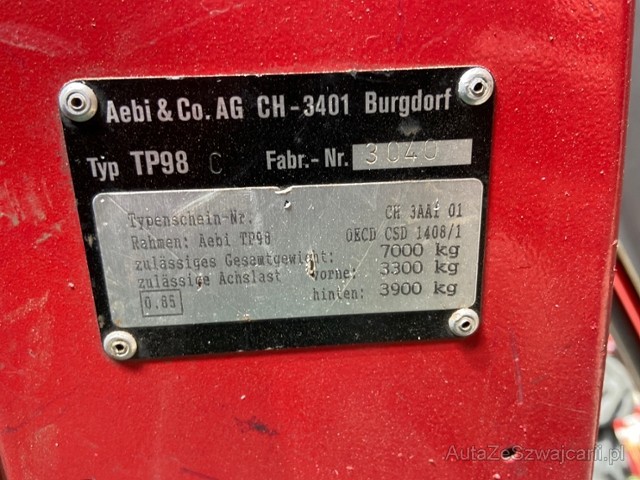 Aebi & Co. AG CH-3401 Burgdorf
Typ TP98 C Fabr.-Nr. 3040
Typenschein-Nr. CH 3AA1 01
Rahmen: Aebi TP98 OECD CSD 1408/1
zulässiges Gesamtgewicht: 7000 kg
zulässige Achslast vorne: 3300 kg
0.85 hinten: 3900 kg
AutaZeSzwajcarii.pl